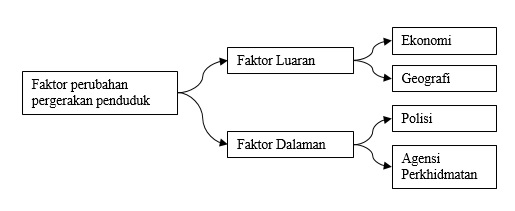 Faktor perubahan
pergerakan penduduk
Faktor Luaran
Ekonomi
Geografi
Faktor Dalaman
Polisi
Agensi
Perkhidmatan